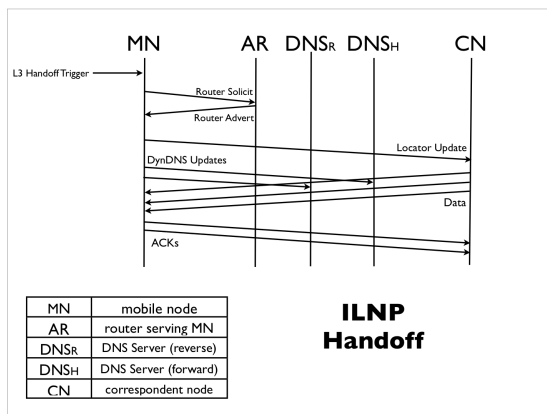 MN AR DNSR DNSH CN
L3 Handoff Trigger
Router Solicit
Router Advert
Locator Update
DynDNS Updates
Data
ACKs
MN mobile node
AR router serving MN
DNSR DNS Server (reverse)
DNSH DNS Server (forward)
CN correspondent node
ILNP
Handoff